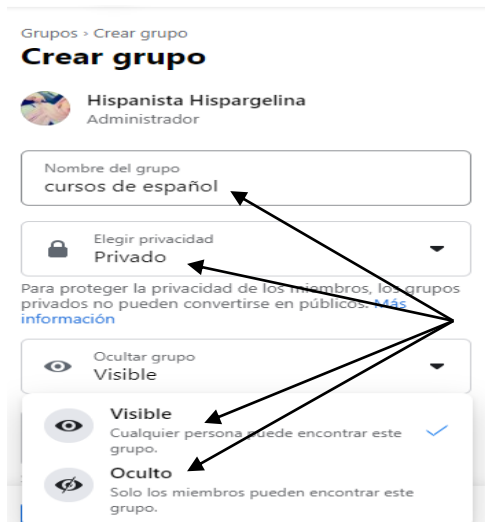 Grupos › Crear grupo
Crear grupo
Hispanista Hispargelina
Administrador
Nombre del grupo
cursos de español
Elegir privacidad
Privado
Para proteger la privacidad de los miembros, los grupos
privados no pueden convertirse en públicos. Más
información
Ocultar grupo
Visible
Visible
Cualquier persona puede encontrar este
grupo.
Oculto
Solo los miembros pueden encontrar este
grupo.